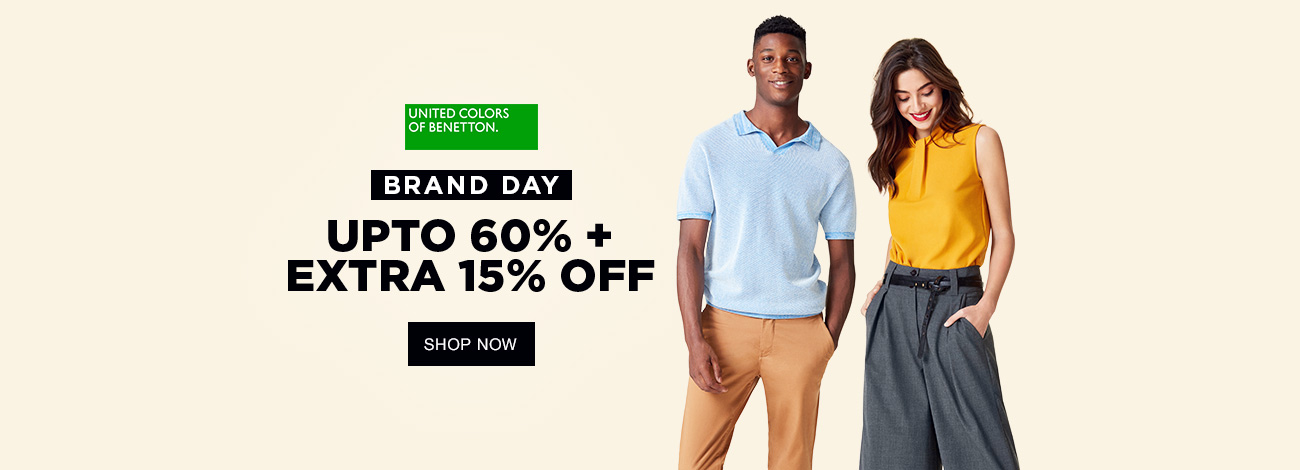 UNITED COLORS
OF BENETTON.
BRAND DAY
UPTO 60% +
EXTRA 15% OFF
SHOP NOW